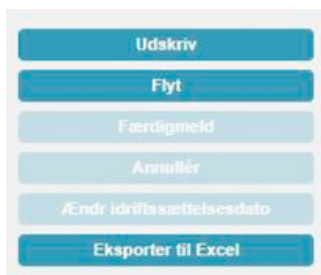 Udskriv
Flyt
Færdigmeld
Annullér
Ændr idriftssættelsesdato
Eksporter til Excel